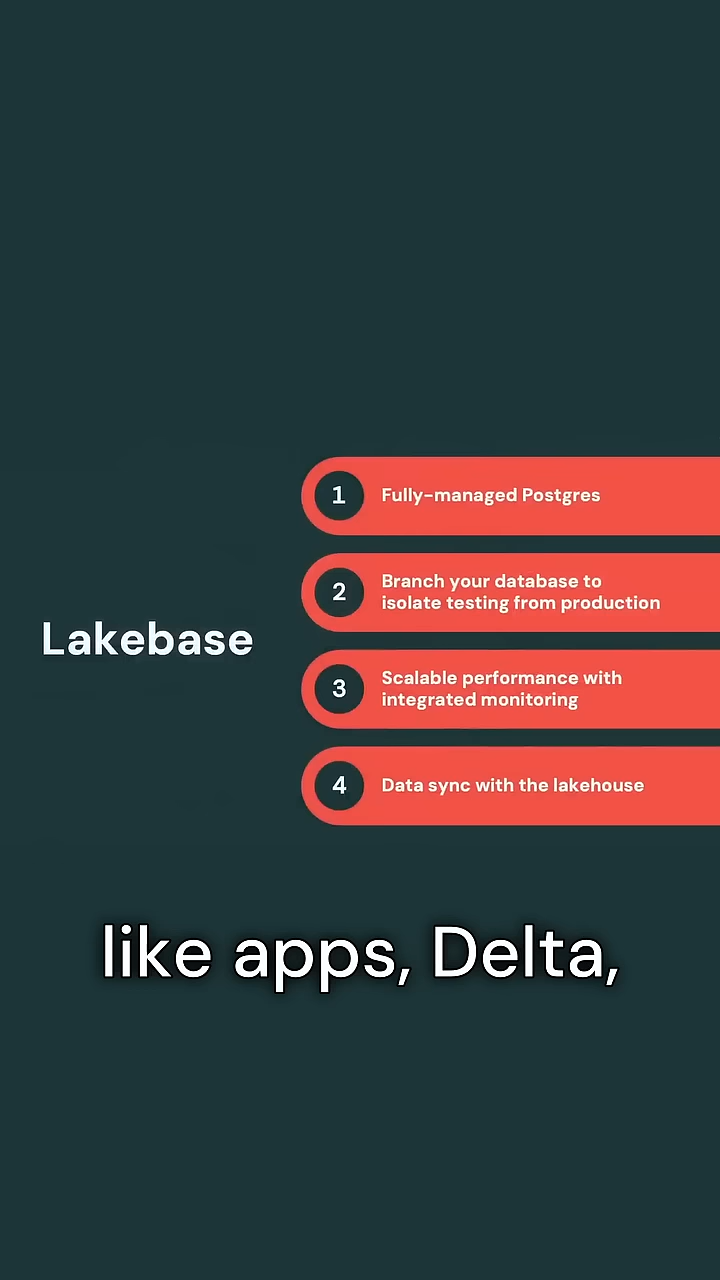 Lakebase
1
Fully-managed Postgres
2
Branch your database to
isolate testing from production
3
Scalable performance with
integrated monitoring
4
Data sync with the lakehouse
like apps, Delta,